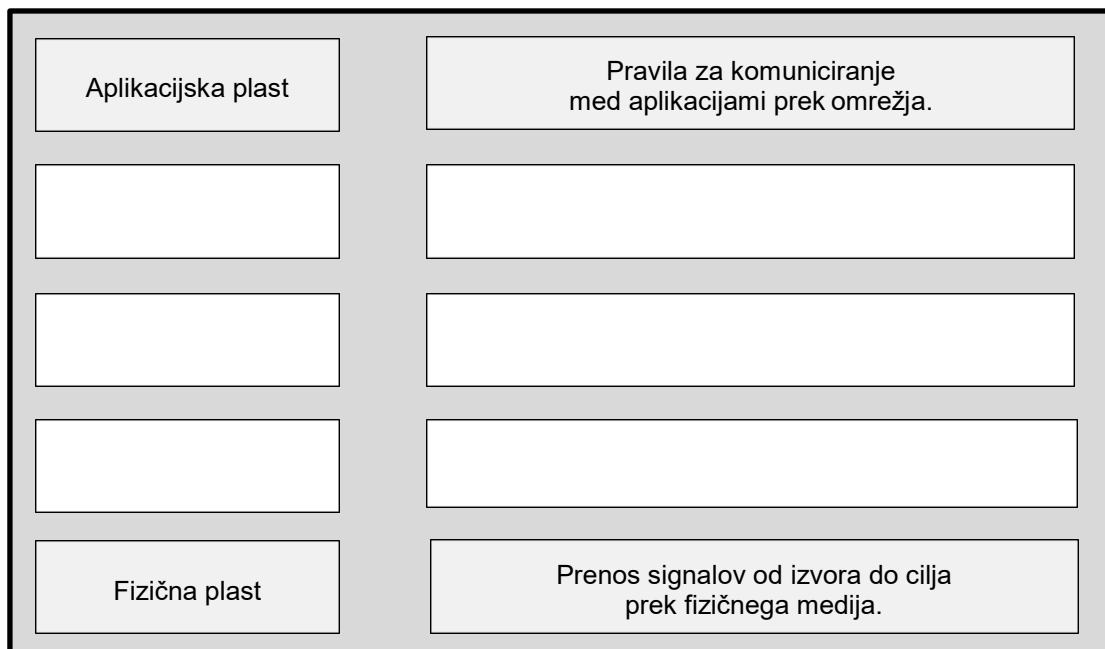 Aplikacijska plast
Pravila za komuniciranje
med aplikacijami prek omrežja.
Fizična plast
Prenos signalov od izvora do cilja
prek fizičnega medija.